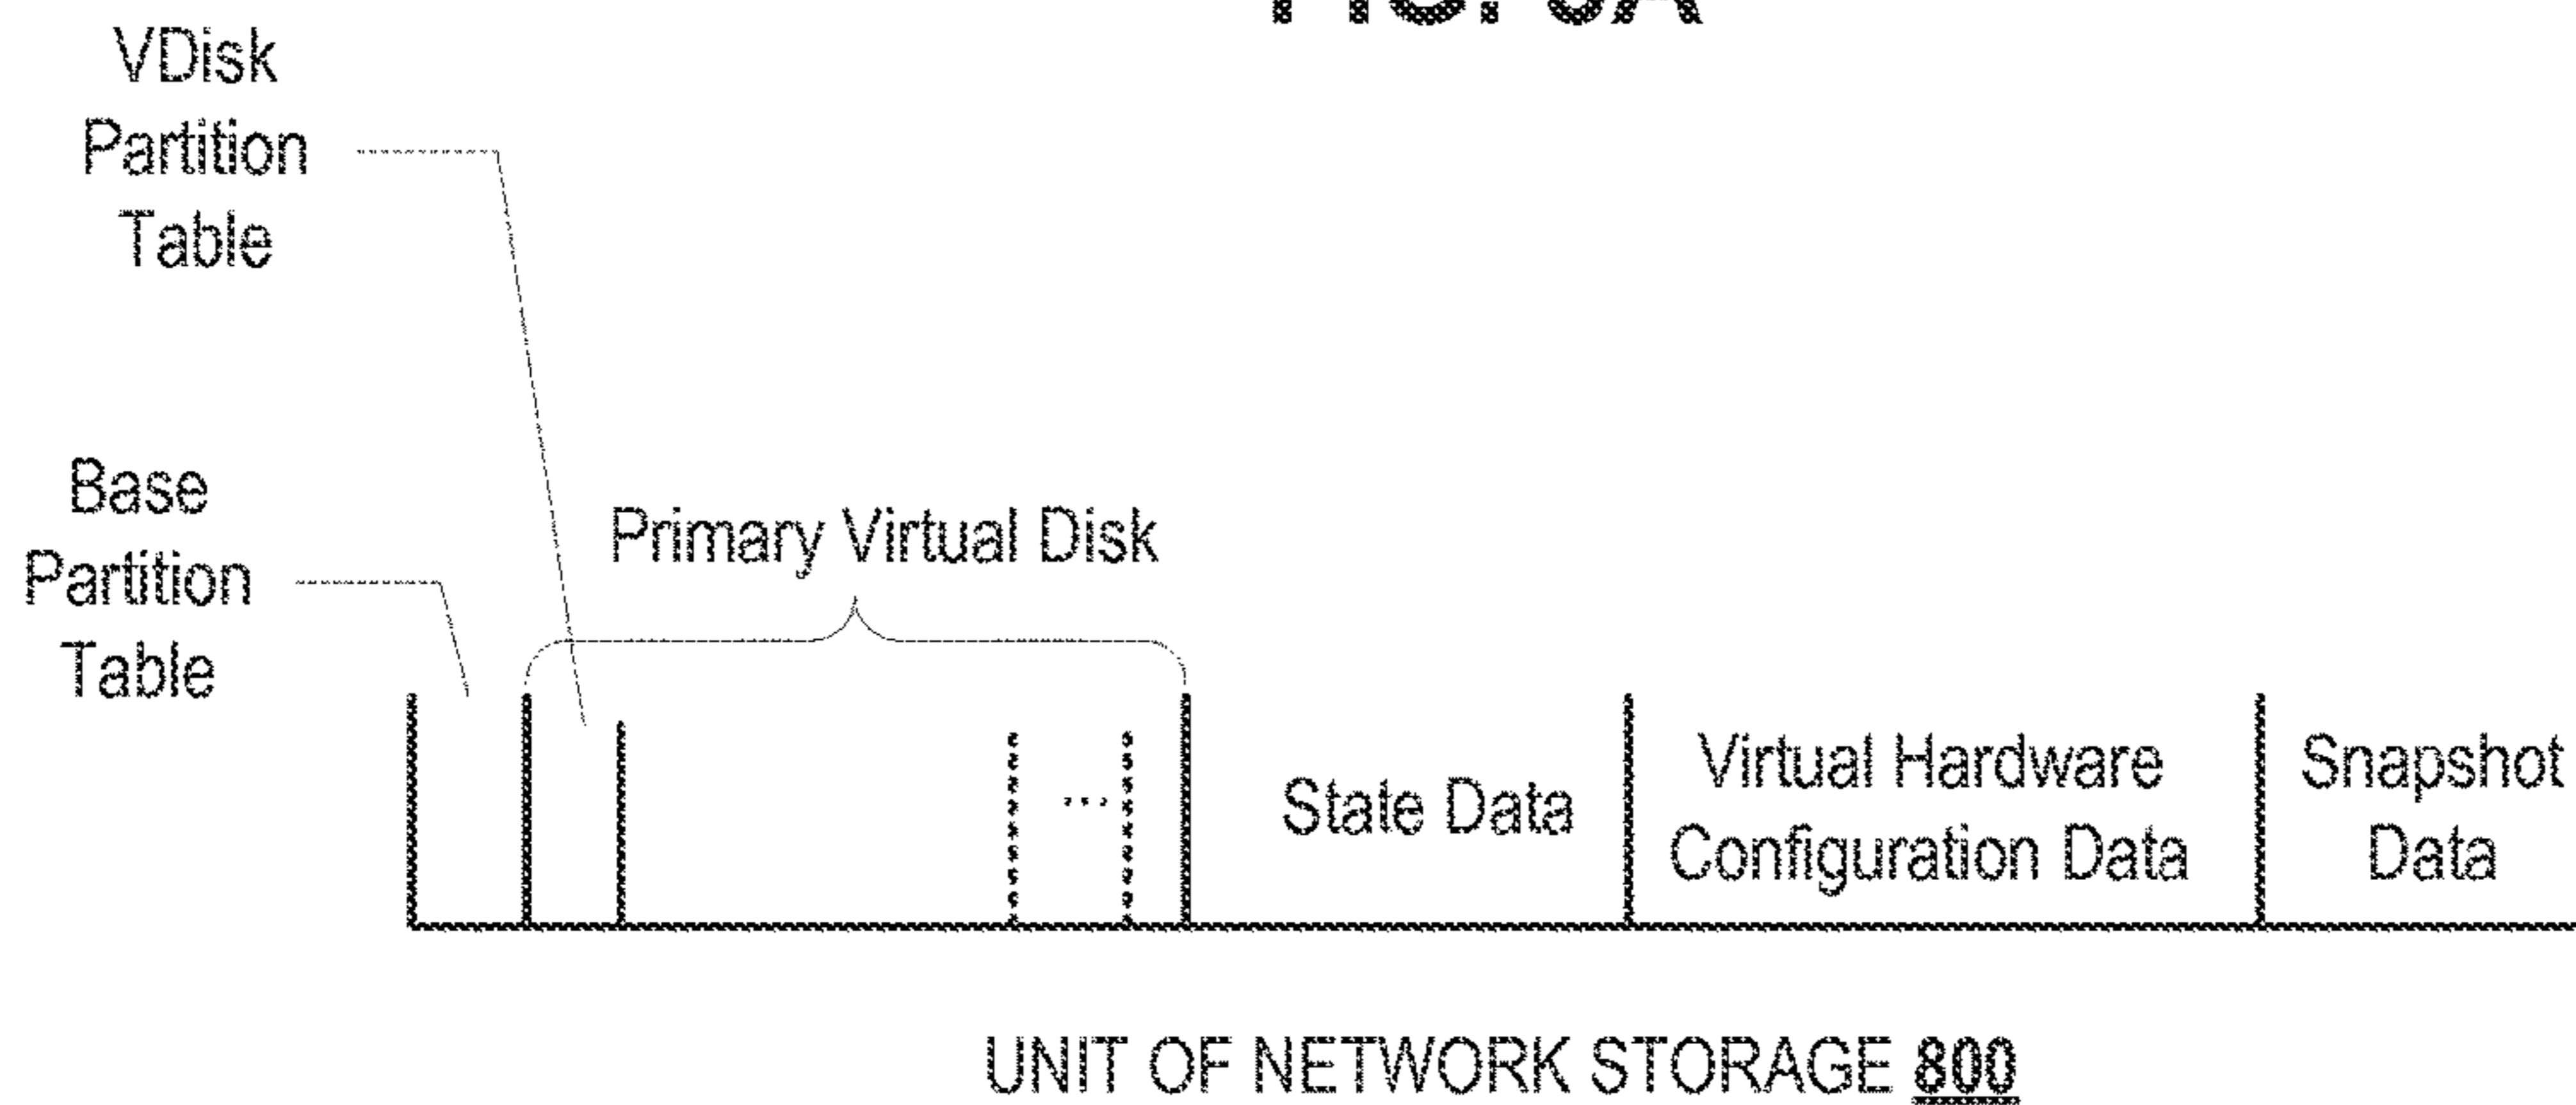 VDisk
Partition
Table
Base
Partition
Table
Primary Virtual Disk
...
State Data
Virtual Hardware
Configuration Data
Snapshot
Data
UNIT OF NETWORK STORAGE 800